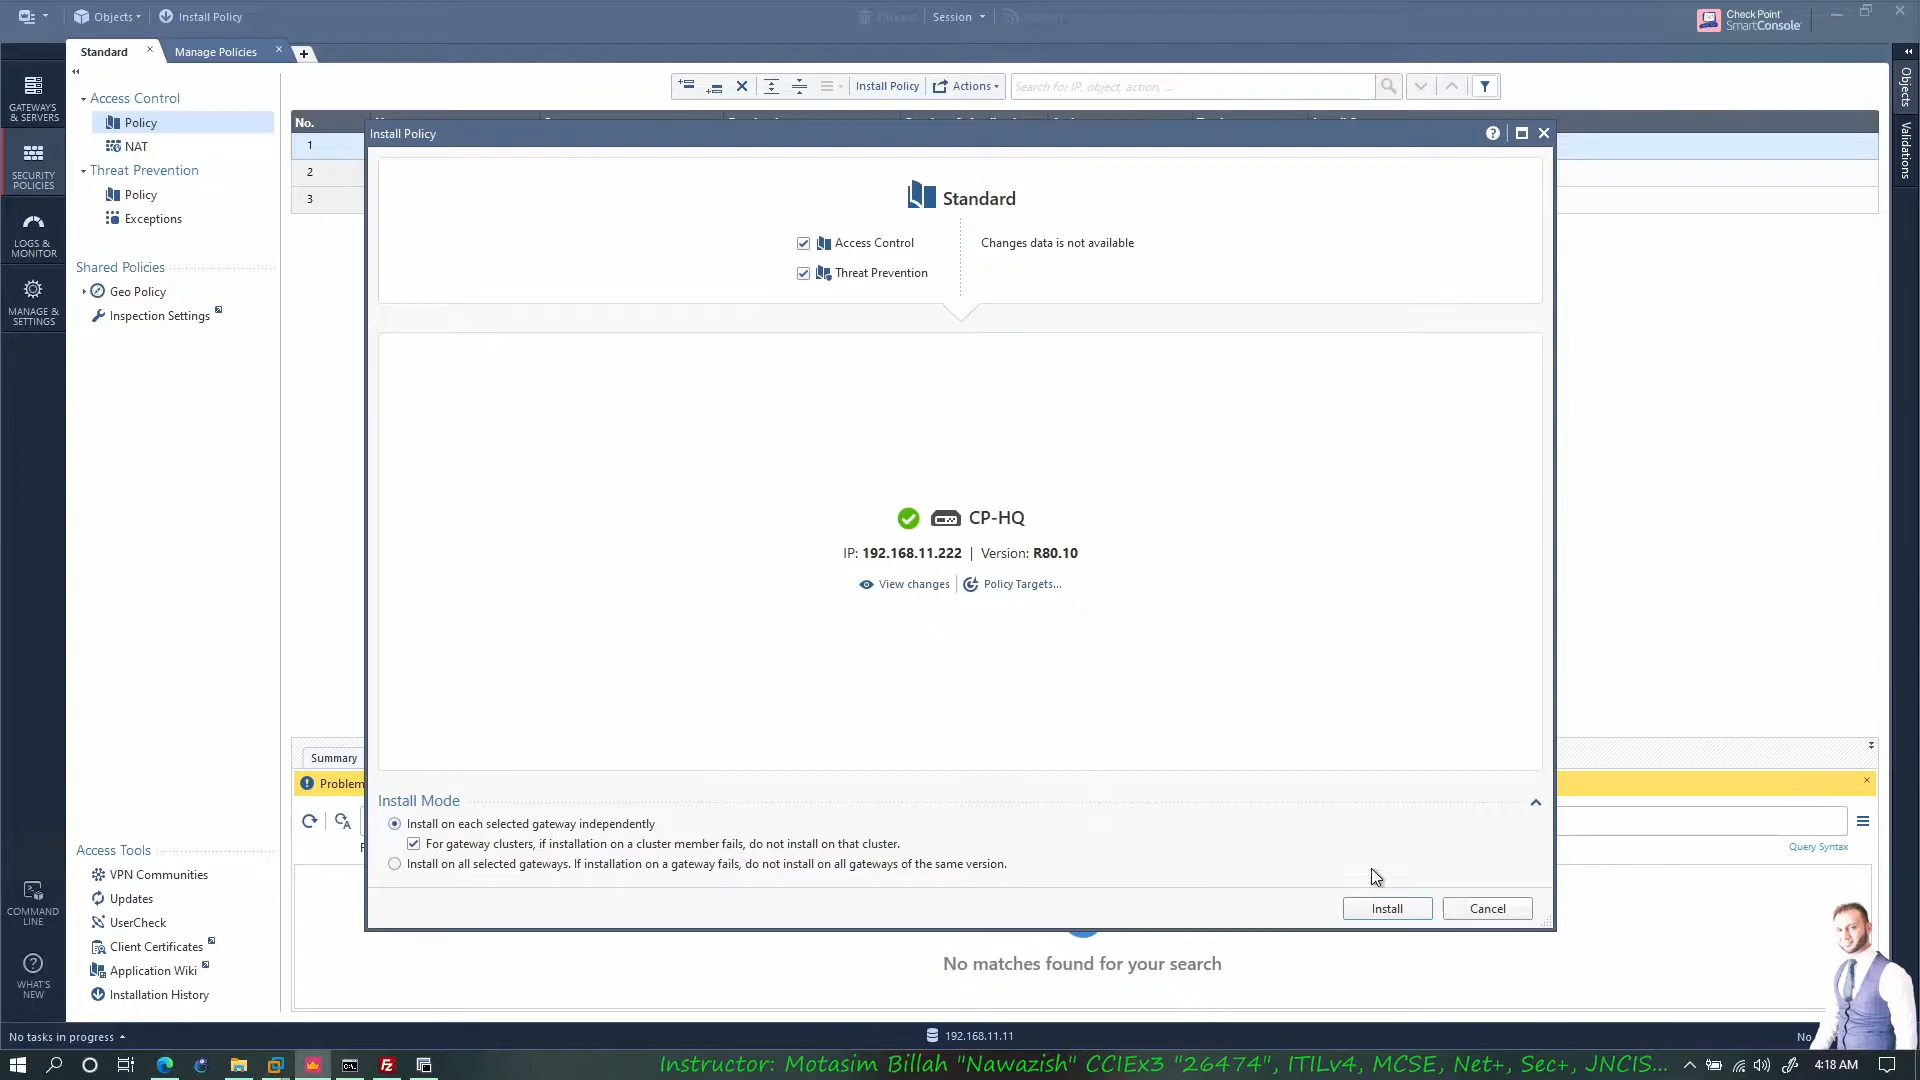 Objects
Install Policy
Session
Check Point
SmartConsole
Standard
Manage Policies
GATEWAYS
& SERVERS
SECURITY
POLICIES
LOGS &
MONITOR
MANAGE &
SETTINGS
COMMAND
LINE
WHAT'S
NEW
Access Control
Policy
NAT
Threat Prevention
Policy
Exceptions
Shared Policies
Geo Policy
Inspection Settings
Access Tools
VPN Communities
Updates
UserCheck
Client Certificates
Application Wiki
Installation History
Install Policy
Actions
Search for IP, object, action, ...
No.
1
2
3
Install Policy
Standard
Access Control
Changes data is not available
Threat Prevention
CP-HQ
IP: 192.168.11.222 | Version: R80.10
View changes
Policy Targets...
Install Mode
Install on each selected gateway independently
For gateway clusters, if installation on a cluster member fails, do not install on that cluster.
Install on all selected gateways. If installation on a gateway fails, do not install on all gateways of the same version.
Install
Cancel
Summary
Problem
Query Syntax
No matches found for your search
Objects
Validations
No tasks in progress
192.168.11.11
No
Instructor: Motasim Billah "Nawazish" CCIEx3 "26474", ITILv4, MCSE, Net+, Sec+, JNCIS...
4:18 AM